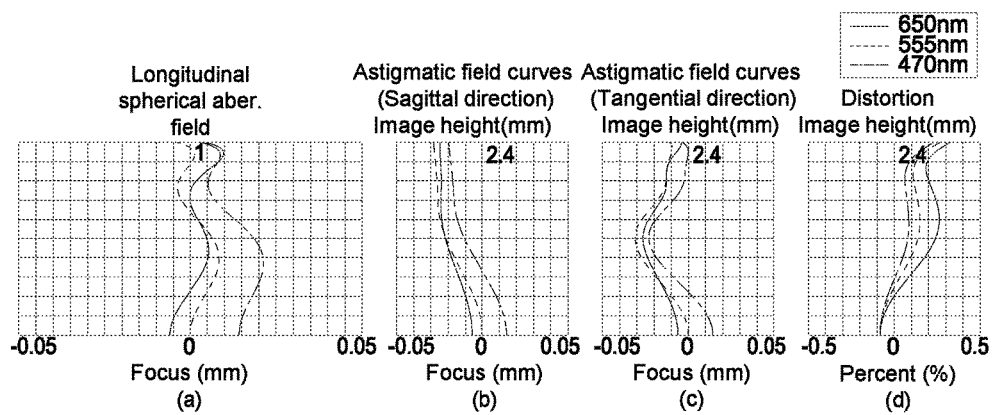 650nm
555nm
470nm
Longitudinal
spherical aber.
field
1
-0.05
0
0.05
Focus (mm)
(a)
Astigmatic field curves
(Sagittal direction)
Image height(mm)
2.4
-0.05
0
0.05
Focus (mm)
(b)
Astigmatic field curves
(Tangential direction)
Image height(mm)
2.4
-0.05
0
0.05
Focus (mm)
(c)
Distortion
Image height(mm)
2.4
-0.5
0
0.5
Percent (%)
(d)